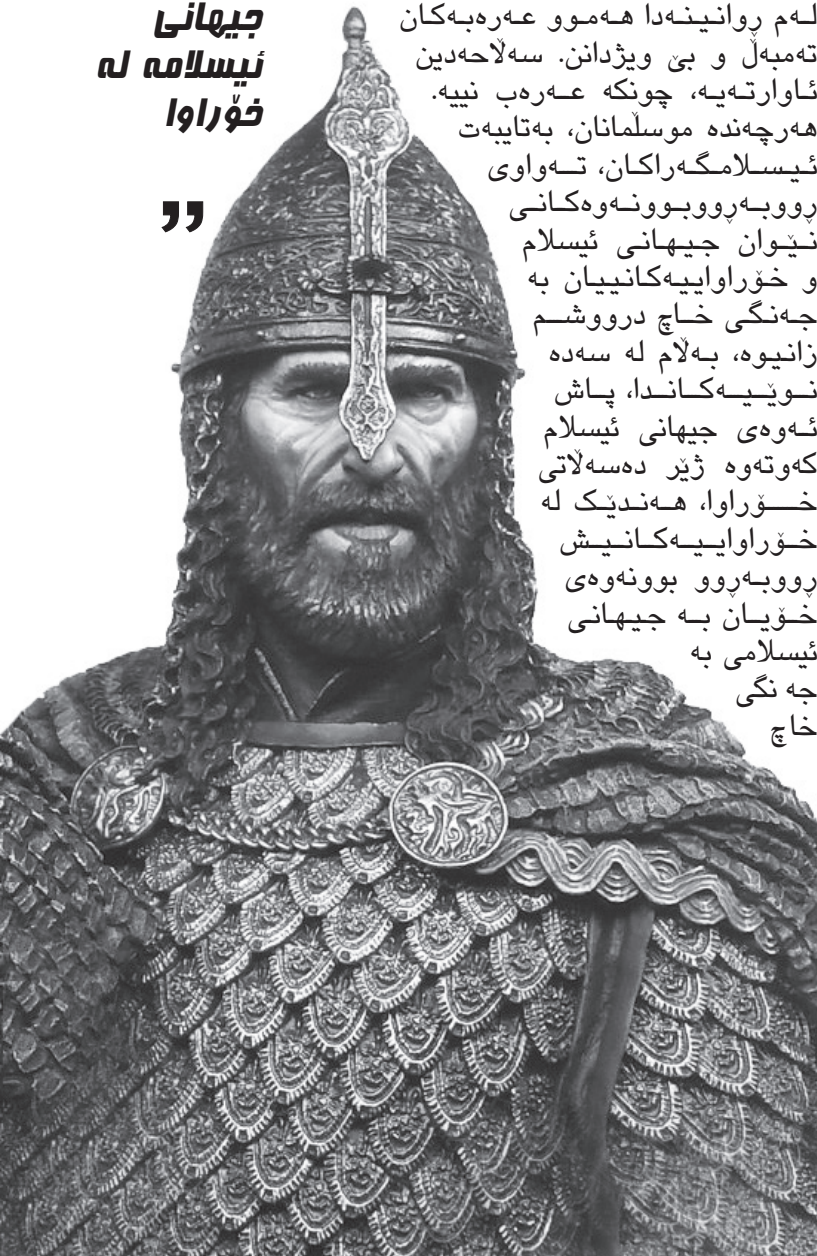 جیهانی
ئیسلامە لە
خۆراوا
”
لەم ڕوانینەدا هەموو عەرەبەکان
تەمبەڵ و بێ ویژدانن. سەلاحەدین
ئاوارتەیە، چونکە عەرەب نییە.
هەرچەندە موسڵمانان، بەتایبەت
ئیسلامگەراکان، تەواوی
ڕووبەڕووبوونەوەکانی
نێوان جیهانی ئیسلام
و خۆراواییەکانییان بە
جەنگی خاچ درووشم
زانیوە، بەڵام لە سەدە
نوێیەکاندا، پاش
ئەوەی جیهانی ئیسلام
کەوتەوە ژێر دەسەڵاتی
خۆراوا، هەندێک لە
خۆراواییەکانیش
ڕووبەڕوو بوونەوەی
خۆیان بە جیهانی
ئیسلامی بە
جە نگی
خاچ